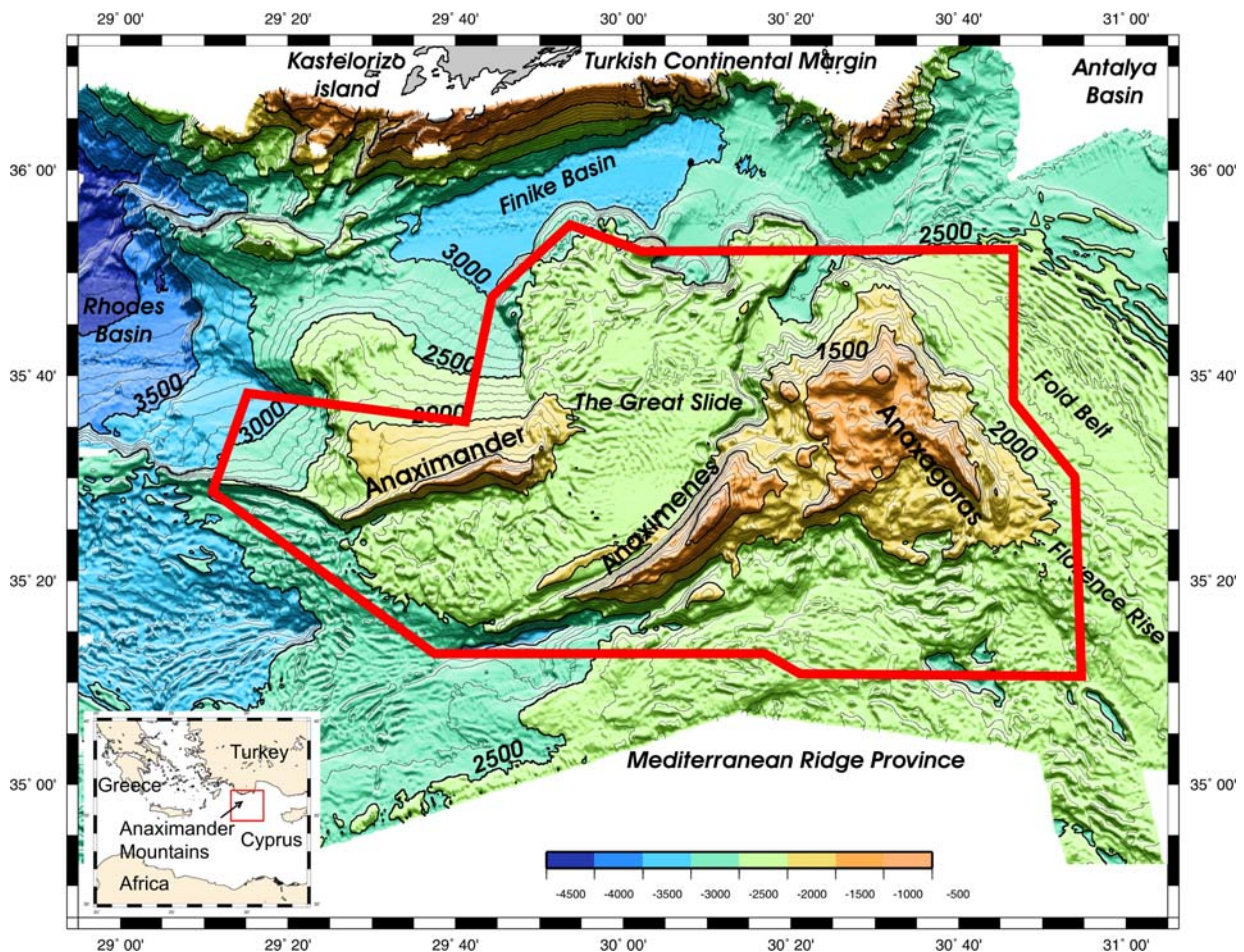 29° 00'
29° 20'
29° 40'
30° 00'
30° 20'
30° 40'
31° 00'
Kastelorizo
island
Turkish Continental Margin
Antalya
Basin
36° 00'
36° 00'
Finike Basin
2500
3000
Rhodes
Basin
2500
1500
35° 40'
35° 40'
3500
3000
2000
The Great Slide
Fold Belt
Anaximander
Anaxagoras
2000
Anaximenes
35° 20'
35° 20'
Florence Rise
2500
Mediterranean Ridge Province
35° 00'
35° 00'
Turkey
Greece
Anaximander
Mountains
Cyprus
Africa
-4500
-4000
-3500
-3000
-2500
-2000
-1500
-1000
-500
29° 00'
29° 20'
29° 40'
30° 00'
30° 20'
30° 40'
31° 00'